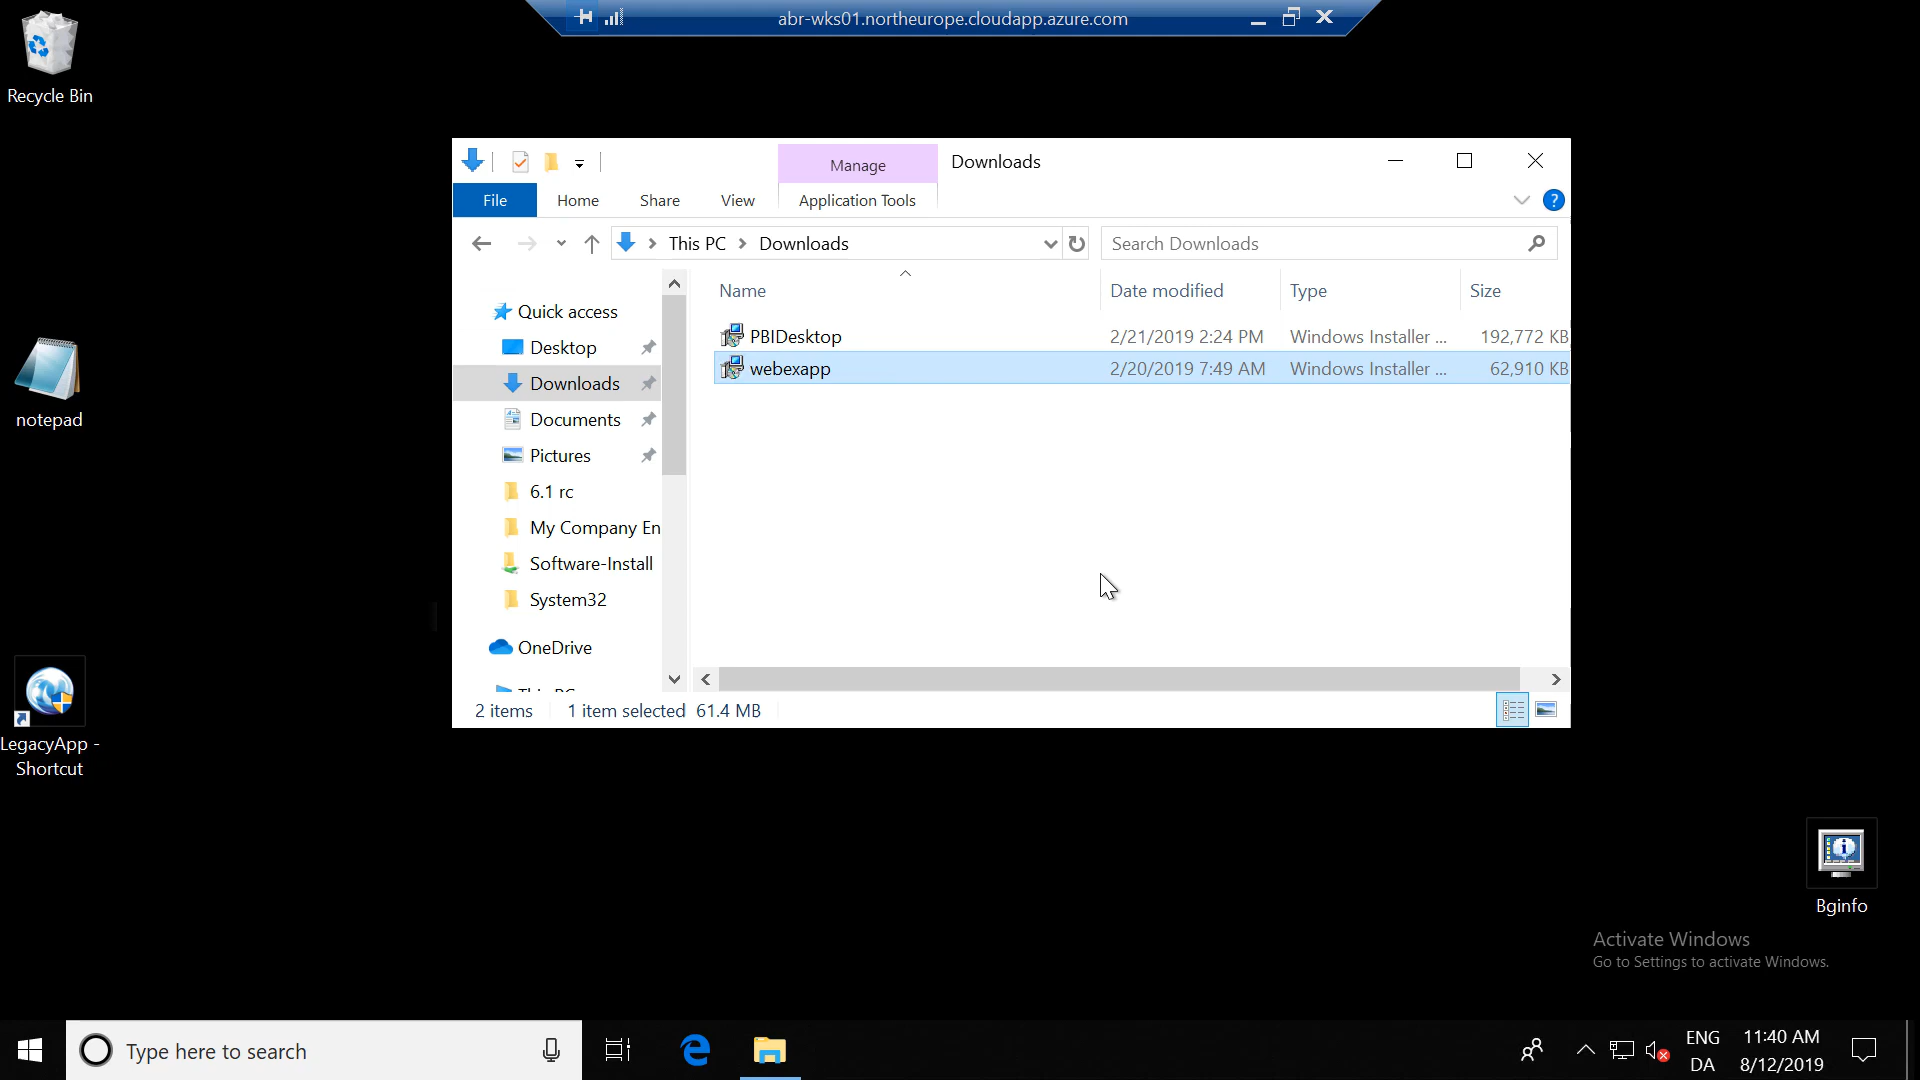 abr-wks01.northeurope.cloudapp.azure.com
Recycle Bin
notepad
LegacyApp -
Shortcut
Bginfo
Manage
Downloads
File
Home
Share
View
Application Tools
?
This PC
Downloads
Search Downloads
Name
Date modified
Type
Size
PBIDesktop
2/21/2019 2:24 PM
Windows Installer ...
192,772 KB
webexapp
2/20/2019 7:49 AM
Windows Installer ...
62,910 KB
Quick access
Desktop
Downloads
Documents
Pictures
6.1 rc
My Company En
Software-Install
System32
OneDrive
This PC
2 items
1 item selected
61.4 MB
Activate Windows
Go to Settings to activate Windows.
Type here to search
ENG
DA
11:40 AM
8/12/2019